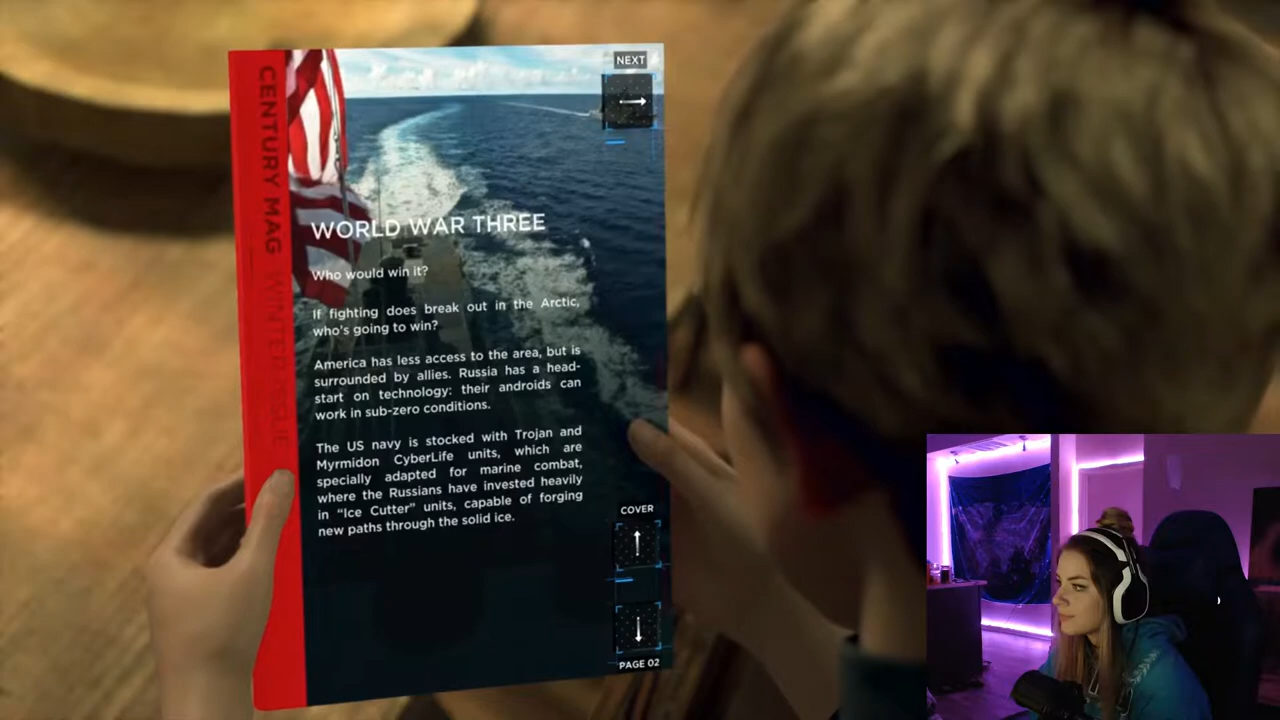 NEXT
CENTURY MAG WINTER ISSUE
WORLD WAR THREE
Who would win it?
If fighting does break out in the Arctic,
who's going to win?
America has less access to the area, but is
surrounded by allies. Russia has a head-
start on technology: their androids can
work in sub-zero conditions.
The US navy is stocked with Trojan and
Myrmidon CyberLife units, which are
specially adapted for marine combat,
where the Russians have invested heavily
in “Ice Cutter” units, capable of forging
new paths through the solid ice.
COVER
PAGE 02